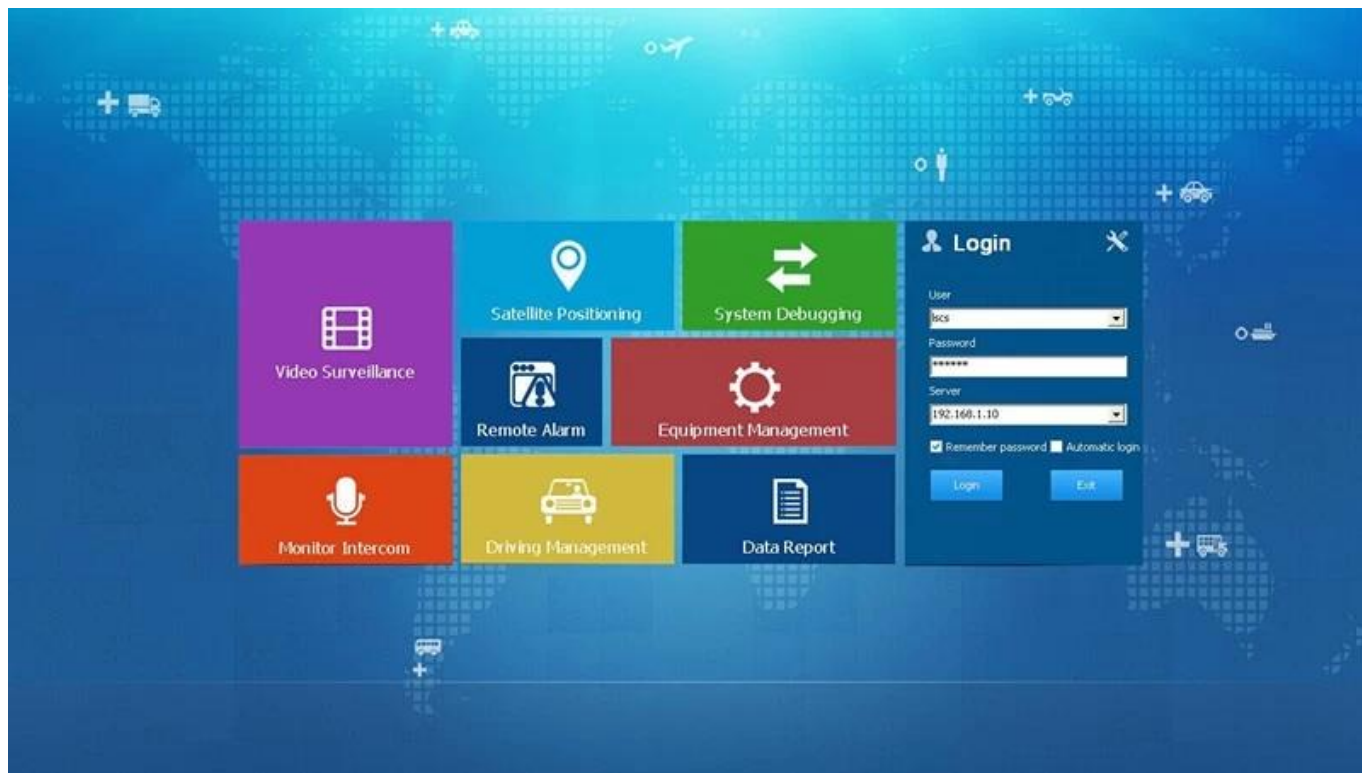 Video Surveillance
Satellite Positioning
System Debugging
Remote Alarm
Equipment Management
Monitor Intercom
Driving Management
Data Report
Login
User
lscs
Password
******
Server
192.168.1.10
Remember password
Automatic login
Login
Exit